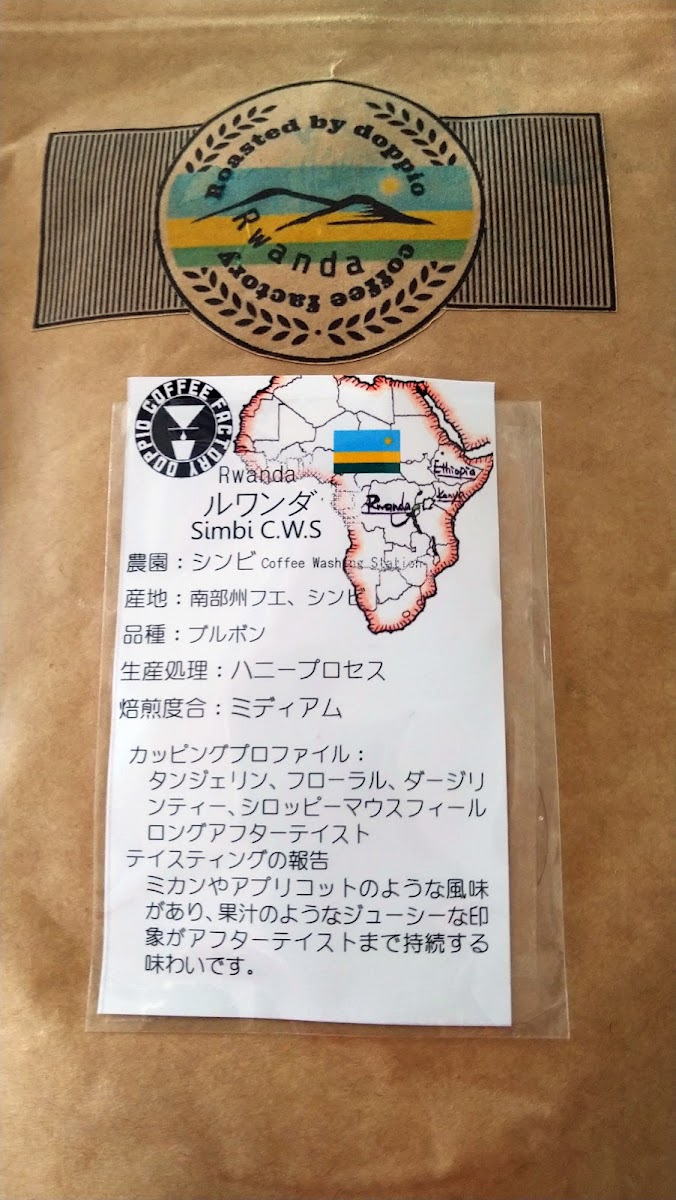 Roasted by doppio
Rwanda
coffee factory
DOPPIO COFFEE FACTORY
Ethiopia
Kenya
Rwanda
Rwanda
ルワンダ
Simbi C.W.S
農園：シンビ Coffee Washing Station
産地：南部州フエ、シンビ
品種：ブルボン
生産処理：ハニープロセス
焙煎度合：ミディアム
カッピングプロファイル：
タンジェリン、フローラル、ダージリ
ンティー、シロッピーマウスフィール
ロングアフターテイスト
テイスティングの報告
ミカンやアプリコットのような風味
があり、果汁のようなジューシーな印
象がアフターテイストまで持続する
味わいです。